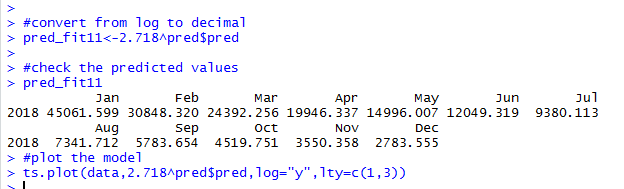 >
> #convert from log to decimal
> pred_fit11<-2.718^pred$pred
>
> #check the predicted values
> pred_fit11
Jan Feb Mar Apr May Jun Jul
2018 45061.599 30848.320 24392.256 19946.337 14996.007 12049.319 9380.113
Aug Sep Oct Nov Dec
2018 7341.712 5783.654 4519.751 3550.358 2783.555
> #plot the model
> ts.plot(data,2.718^pred$pred,log="y",lty=c(1,3))
>